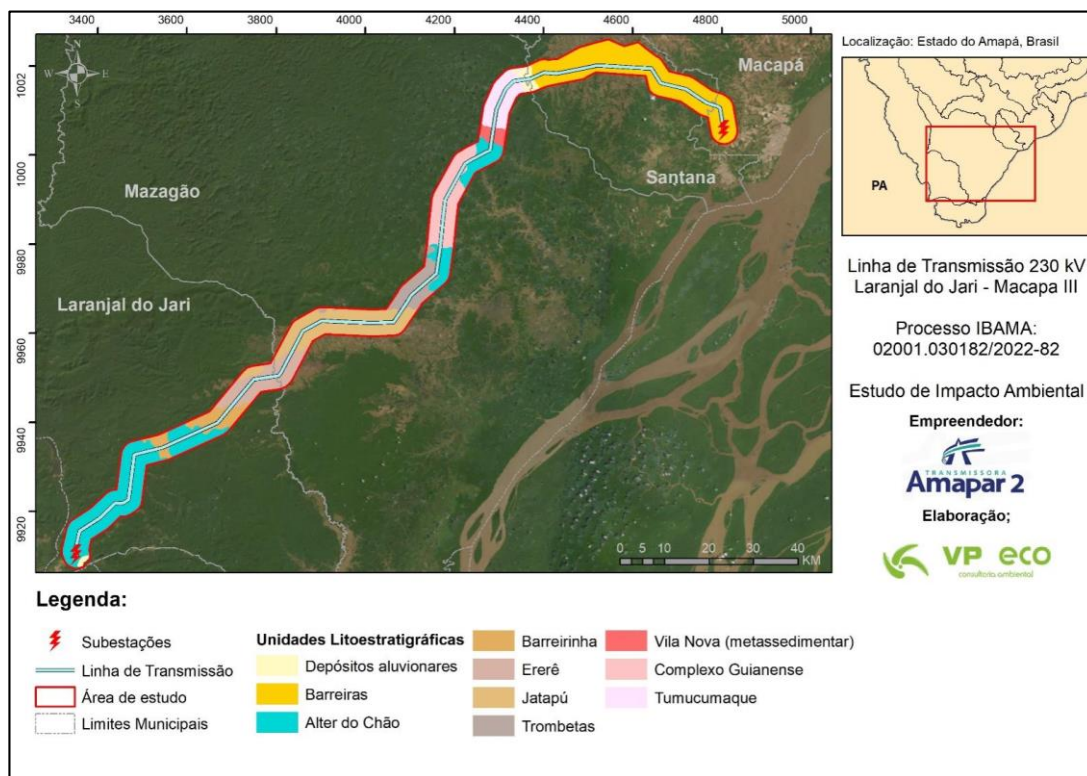 3400 3600 3800 4000 4200 4400 4600 4800 5000
1002
1000
9980
9960
9940
9920
N
W E
S
Macapá
Santana
Mazagão
Laranjal do Jari
0 5 10 20 30 40
KM
Localização: Estado do Amapá, Brasil
PA
Linha de Transmissão 230 kV
Laranjal do Jari - Macapa III
Processo IBAMA:
02001.030182/2022-82
Estudo de Impacto Ambiental
Empreendedor:
TRANSMISSORA
Amapar 2
Elaboração;
VP eco
consultoria ambiental
Legenda:
Subestações
Linha de Transmissão
Área de estudo
Limites Municipais
Unidades Litoestratigráficas
Depósitos aluvionares
Barreiras
Alter do Chão
Barreirinha
Ererê
Jatapú
Trombetas
Vila Nova (metassedimentar)
Complexo Guianense
Tumucumaque